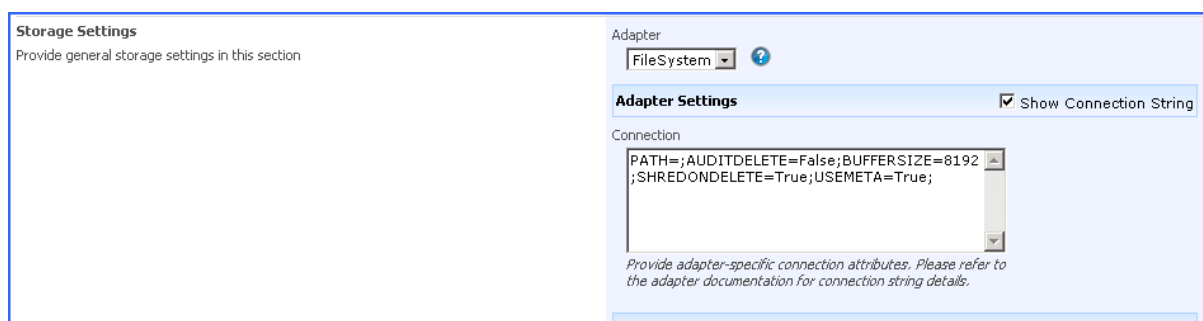 Storage Settings
Provide general storage settings in this section
Adapter
FileSystem
Adapter Settings
Show Connection String
Connection
PATH=;AUDITDELETE=False;BUFFERSIZE=8192
;SHREDONDELETE=True;USEMETA=True;
Provide adapter-specific connection attributes. Please refer to
the adapter documentation for connection string details.